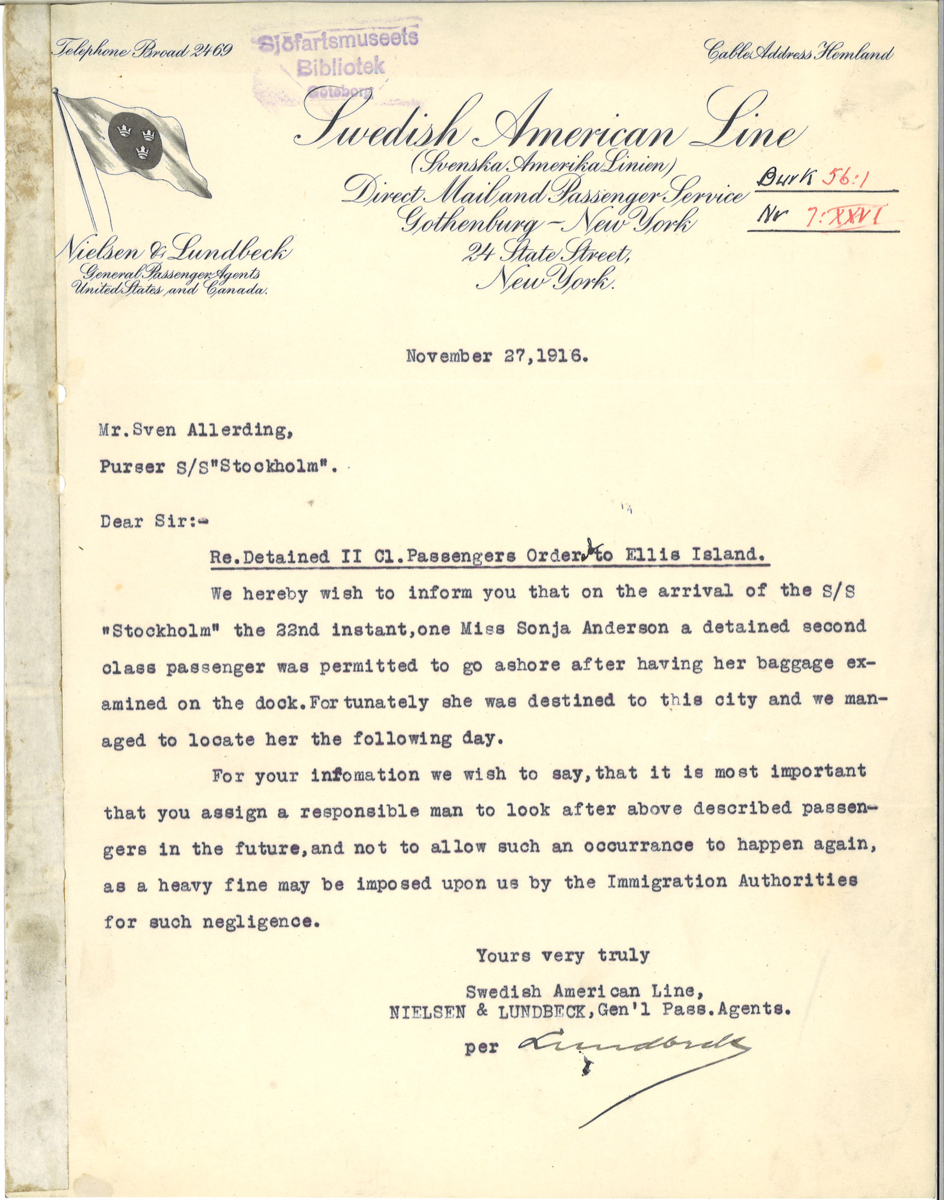 Telephone Broad 2469
Sjöfartsmuseets
Bibliotek
Göteborg
Cable Address Hemland
Swedish American Line
(Svenska Amerika Linien)
Direct Mail and Passenger Service
Gothenburg – New York
24 State Street,
New York.
Burk 56:1
Nr 7:XXVI
Nielsen & Lundbeck
General Passenger Agents
United States, and Canada.
November 27,1916.
Mr.Sven Allerding,
Purser S/S"Stockholm".
Dear Sir:-
Re.Detained II Cl.Passengers Orderd to Ellis Island.
We hereby wish to inform you that on the arrival of the S/S
"Stockholm" the 22nd instant,one Miss Sonja Anderson a detained second
class passenger was permitted to go ashore after having her baggage ex-
amined on the dock.Fortunately she was destined to this city and we man-
aged to locate her the following day.
For your infomation we wish to say,that it is most important
that you assign a responsible man to look after above described passen-
gers in the future,and not to allow such an occurrance to happen again,
as a heavy fine may be imposed upon us by the Immigration Authorities
for such negligence.
Yours very truly
Swedish American Line,
NIELSEN & LUNDBECK,Gen'l Pass.Agents.
per Lundbeck